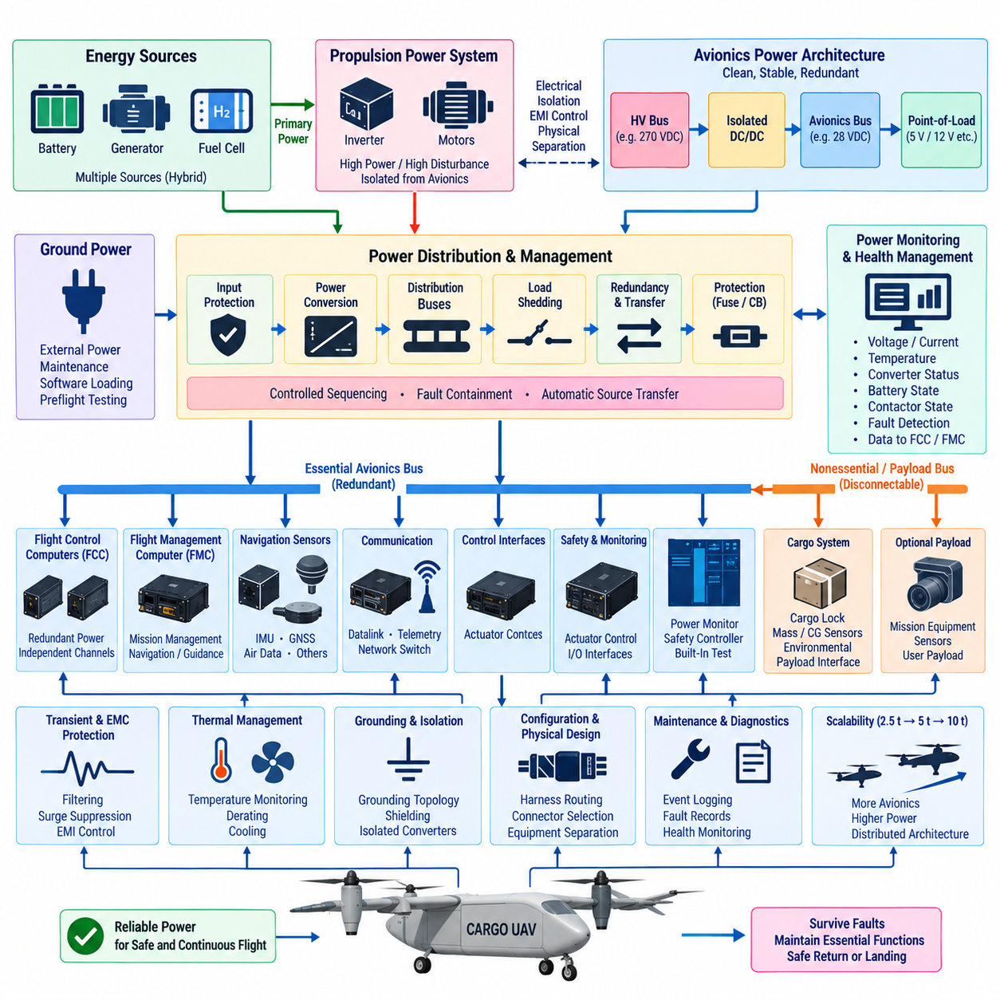 Energy Sources
Battery
Generator
H₂
Fuel Cell
Multiple Sources (Hybrid)
Primary
Power
Propulsion Power System
Inverter
Motors
High Power / High Disturbance
Isolated from Avionics
Electrical
Isolation
EMI Control
Physical
Separation
Avionics Power Architecture
Clean, Stable, Redundant
HV Bus
(e.g. 270 VDC)
Isolated
DC/DC
Avionics Bus
(e.g. 28 VDC)
Point-of-Load
(5 V / 12 V etc.)
Ground Power
External Power
Maintenance
Software Loading
Preflight Testing
Power Distribution & Management
Input
Protection
Power
Conversion
Distribution
Buses
Load
Shedding
Redundancy
& Transfer
Protection
(Fuse / CB)
Controlled Sequencing • Fault Containment • Automatic Source Transfer
Power Monitoring
& Health Management
• Voltage / Current
• Temperature
• Converter Status
• Battery State
• Contactor State
• Fault Detection
• Data to FCC / FMC
Essential Avionics Bus
(Redundant)
Nonessential / Payload Bus
(Disconnectable)
Flight Control
Computers (FCC)
Redundant Power
Independent Channels
Flight Management
Computer (FMC)
Mission Management
Navigation / Guidance
Navigation Sensors
IMU • GNSS
Air Data • Others
Communication
Datalink • Telemetry
Network Switch
Control Interfaces
Actuator Contces
Safety & Monitoring
Actuator Control
I/O Interfaces
Power Monitor
Safety Controller
Built-In Test
Cargo System
Cargo Lock
Mass / CG Sensors
Environmental
Payload Interface
Optional Payload
Mission Equipment
Sensors
User Payload
Transient & EMC
Protection
Filtering
Surge Suppression
EMI Control
Thermal Management
Temperature Monitoring
Derating
Cooling
Grounding & Isolation
Grounding Topology
Shielding
Isolated Converters
Configuration &
Physical Design
Harness Routing
Connector Selection
Equipment Separation
Maintenance & Diagnostics
Event Logging
Fault Records
Health Monitoring
Scalability (2.5 t → 5 t → 10 t)
More Avionics
Higher Power
Distributed Architecture
Reliable Power
for Safe and Continuous Flight
CARGO UAV
Survive Faults
Maintain Essential Functions
Safe Return or Landing